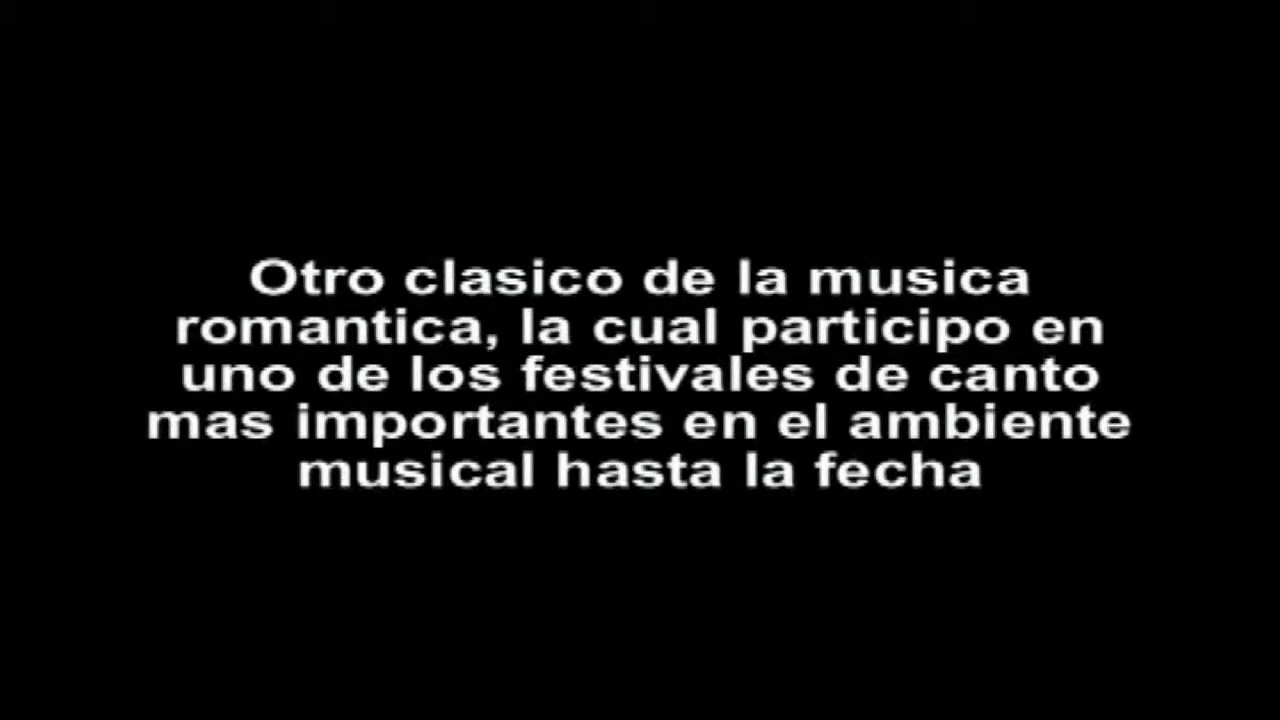 Otro clasico de la musica
romantica, la cual participo en
uno de los festivales de canto
mas importantes en el ambiente
musical hasta la fecha